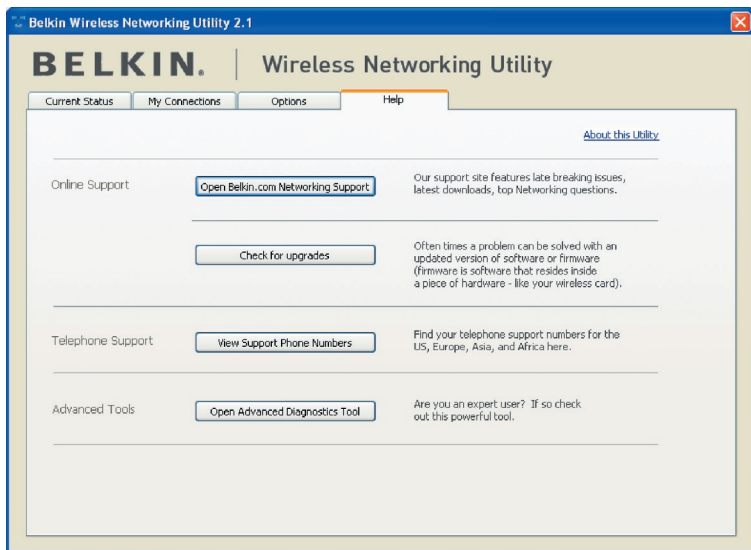 Belkin Wireless Networking Utility 2.1
BELKIN. Wireless Networking Utility
Current Status My Connections Options Help
About this Utility
Online Support
Open Belkin.com Networking Support
Our support site features late breaking issues,
latest downloads, top Networking questions.
Check for upgrades
Often times a problem can be solved with an
updated version of software or firmware
(firmware is software that resides inside
a piece of hardware - like your wireless card).
Telephone Support
View Support Phone Numbers
Find your telephone support numbers for the
US, Europe, Asia, and Africa here.
Advanced Tools
Open Advanced Diagnostics Tool
Are you an expert user? If so check
out this powerful tool.